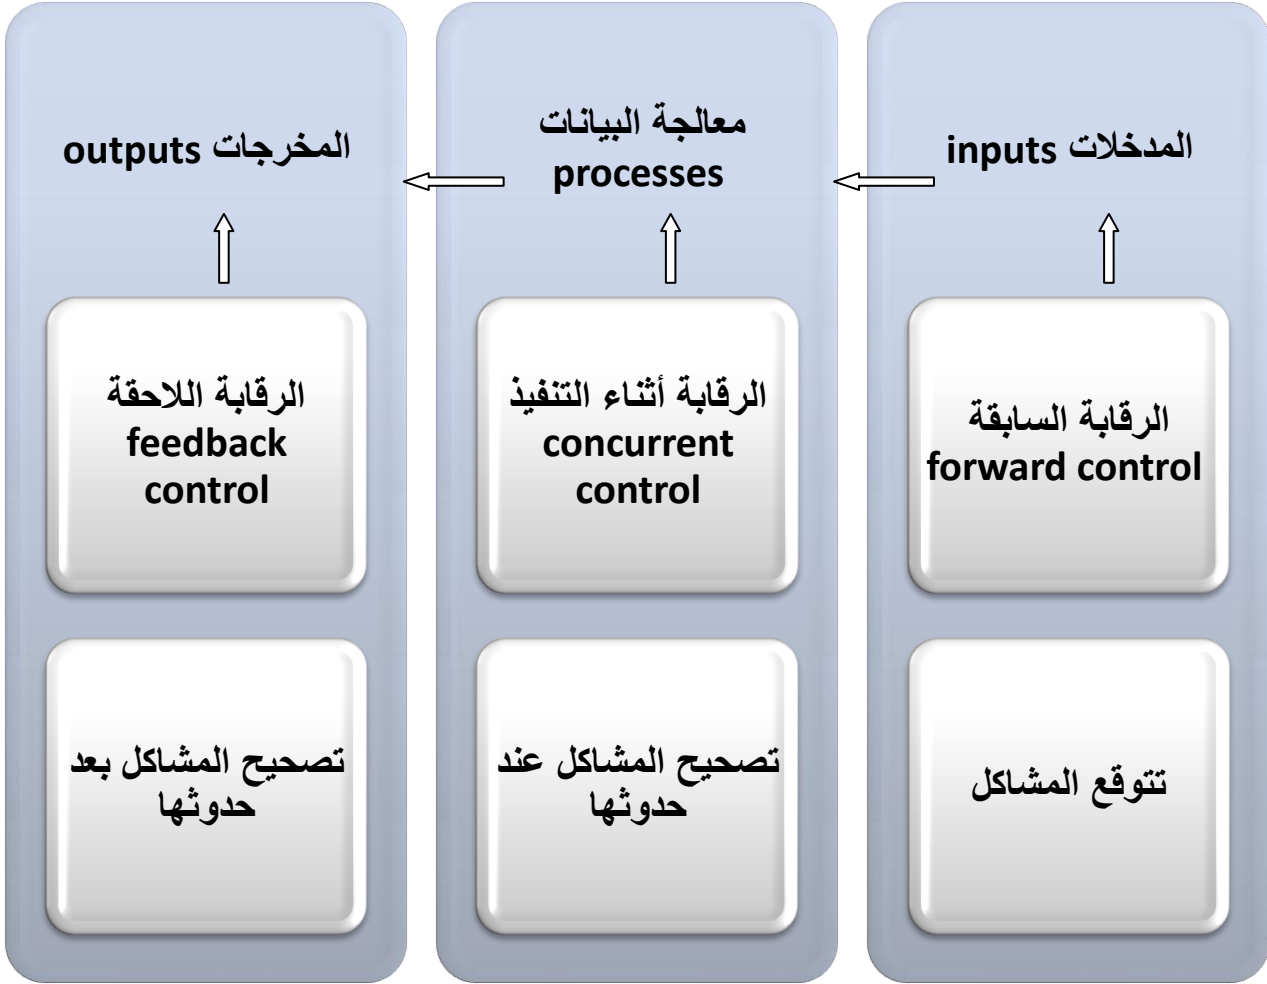 المدخلات inputs
الرقابة السابقة
forward control
تتوقع المشاكل
معالجة البيانات
processes
الرقابة أثناء التنفيذ
concurrent
control
تصحيح المشاكل عند
حدوثها
المخرجات outputs
الرقابة اللاحقة
feedback
control
تصحيح المشاكل بعد
حدوثها